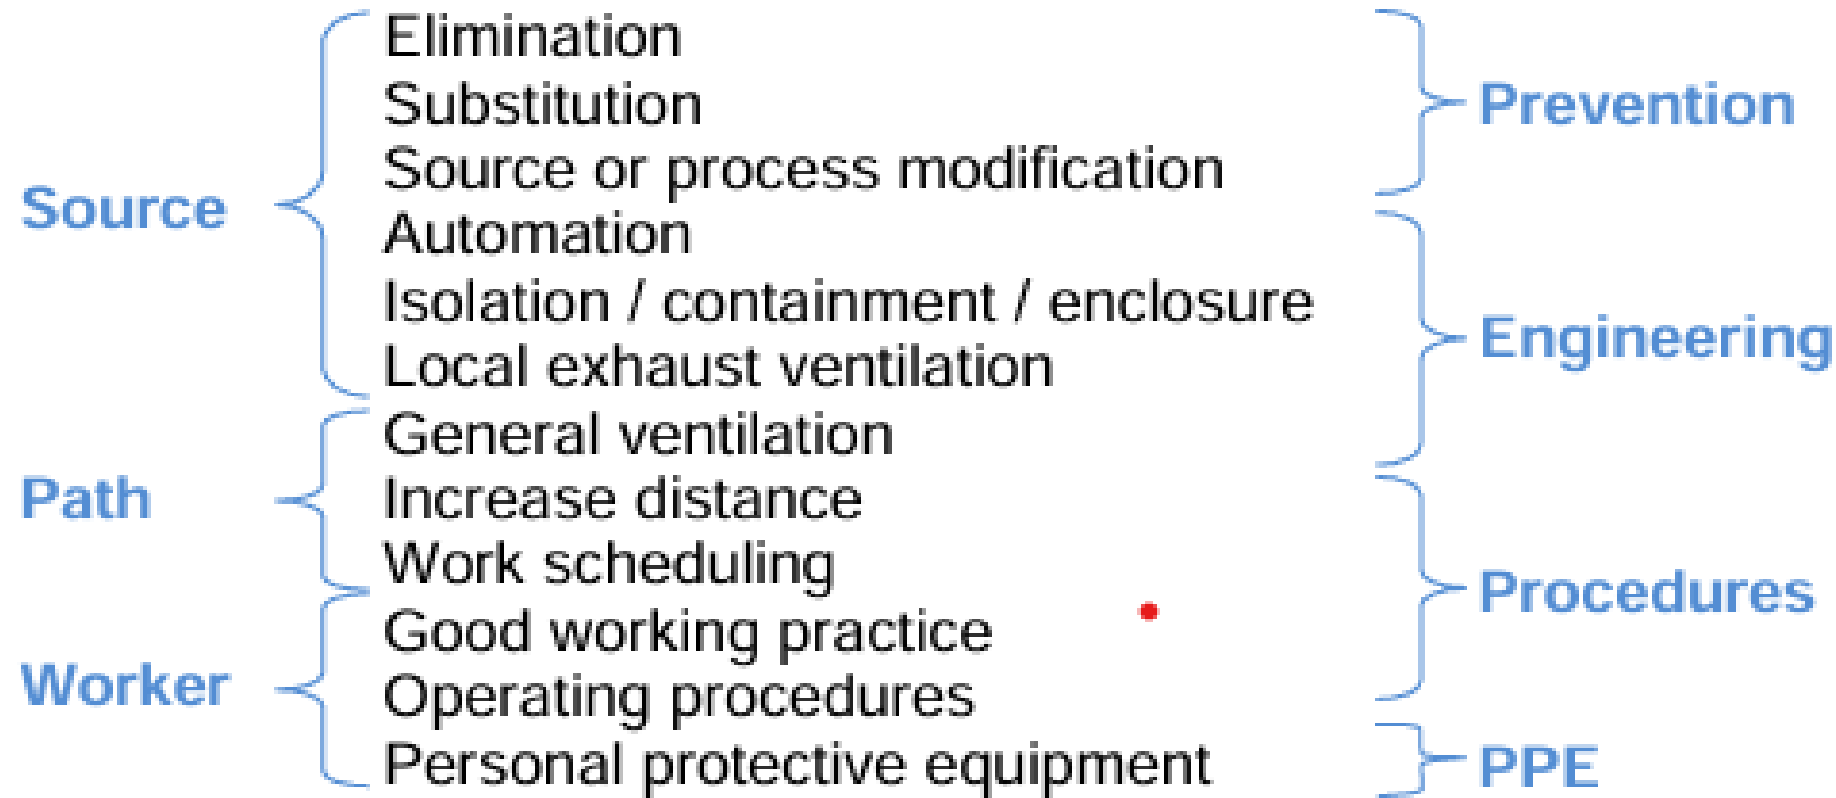 Elimination
Substitution
Prevention
Source or process modification
Source
Automation
Isolation / containment / enclosure
Engineering
Local exhaust ventilation
General ventilation
Path
Increase distance
Work scheduling
Procedures
Good working practice
Worker
Operating procedures
Personal protective equipment
PPE